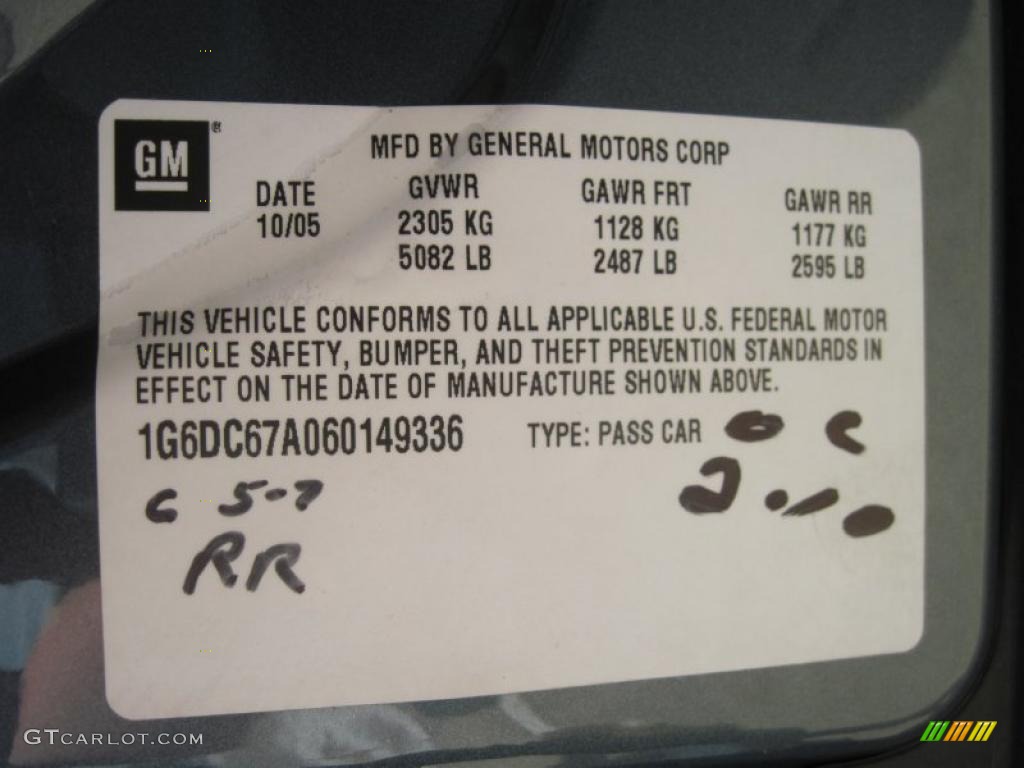 GM®
MFD BY GENERAL MOTORS CORP
DATE GVWR GAWR FRT GAWR RR
10/05 2305 KG 1128 KG 1177 KG
5082 LB 2487 LB 2595 LB
THIS VEHICLE CONFORMS TO ALL APPLICABLE U.S. FEDERAL MOTOR
VEHICLE SAFETY, BUMPER, AND THEFT PREVENTION STANDARDS IN
EFFECT ON THE DATE OF MANUFACTURE SHOWN ABOVE.
1G6DC67A060149336 TYPE: PASS CAR
5-7
RR
GTCARLOT.COM